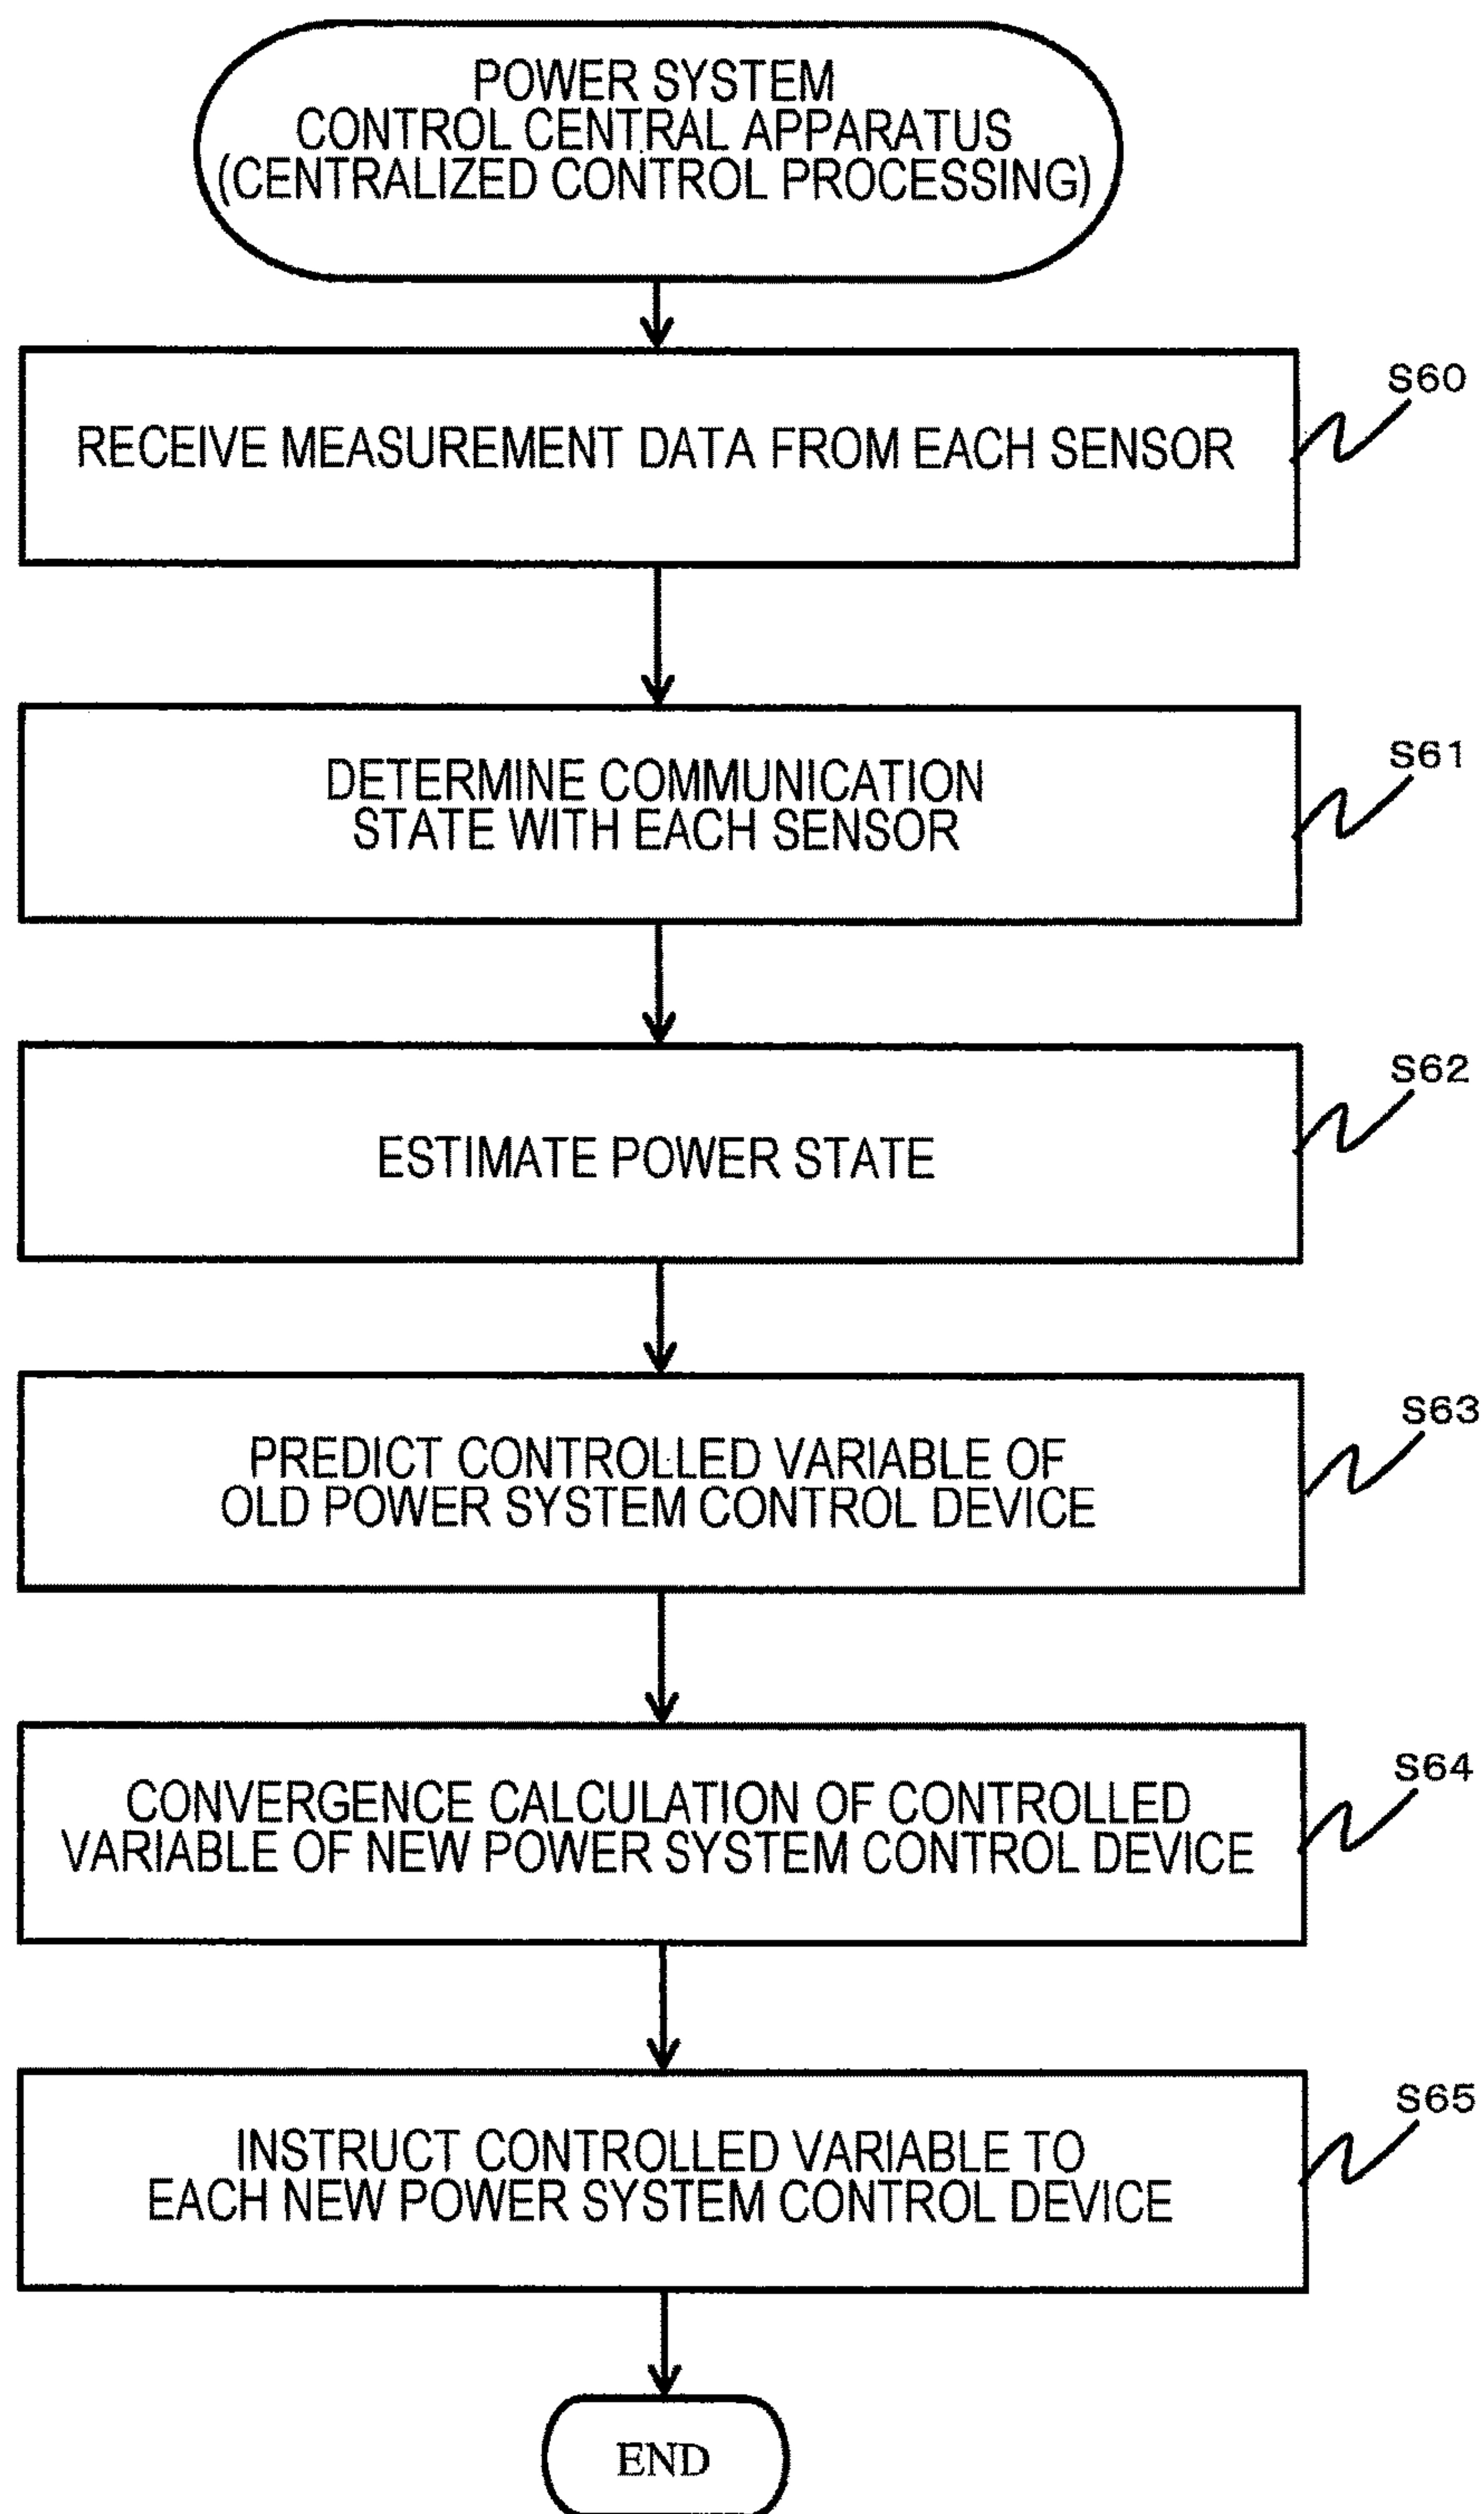 POWER SYSTEM
CONTROL CENTRAL APPARATUS
(CENTRALIZED CONTROL PROCESSING)
S60
RECEIVE MEASUREMENT DATA FROM EACH SENSOR
S61
DETERMINE COMMUNICATION
STATE WITH EACH SENSOR
S62
ESTIMATE POWER STATE
S63
PREDICT CONTROLLED VARIABLE OF
OLD POWER SYSTEM CONTROL DEVICE
S64
CONVERGENCE CALCULATION OF CONTROLLED
VARIABLE OF NEW POWER SYSTEM CONTROL DEVICE
S65
INSTRUCT CONTROLLED VARIABLE TO
EACH NEW POWER SYSTEM CONTROL DEVICE
END